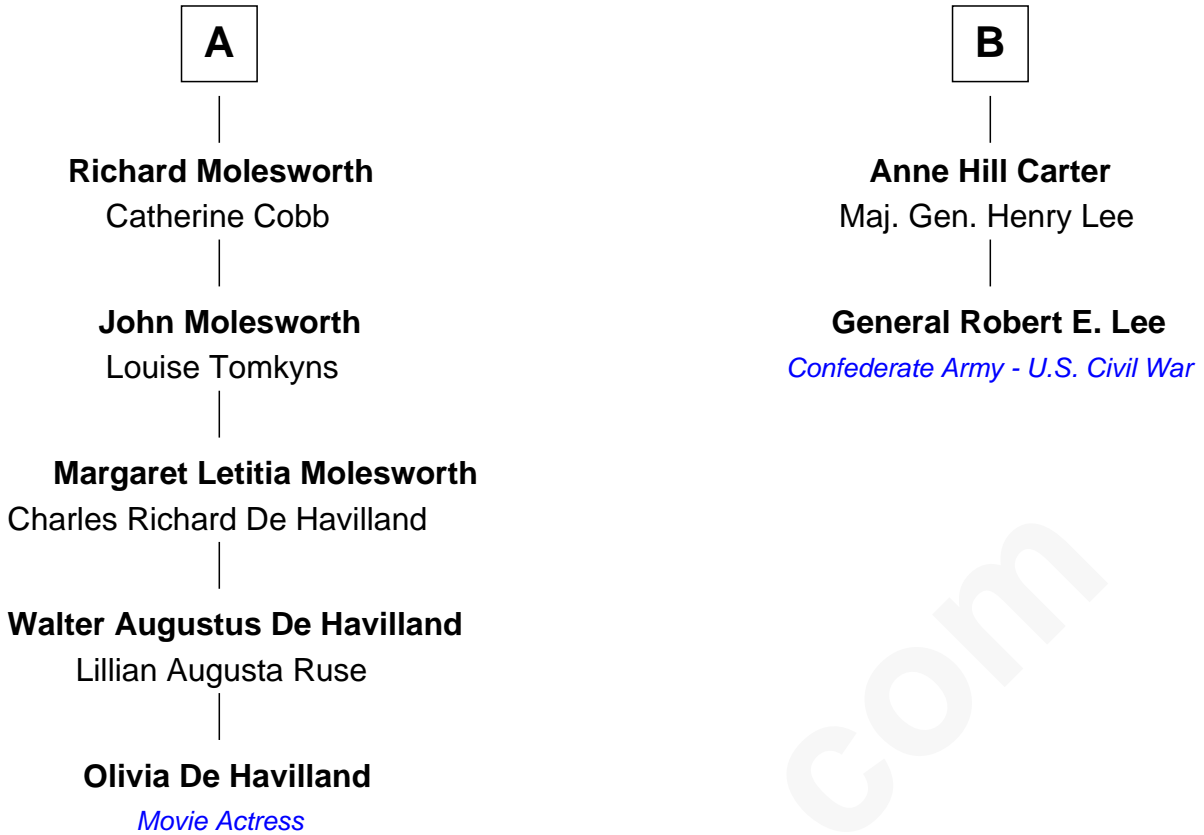 A
Richard Molesworth
Catherine Cobb
John Molesworth
Louise Tomkyns
Margaret Letitia Molesworth
Charles Richard De Havilland
Walter Augustus De Havilland
Lillian Augusta Ruse
Olivia De Havilland
Movie Actress
B
Anne Hill Carter
Maj. Gen. Henry Lee
General Robert E. Lee
Confederate Army - U.S. Civil War
com